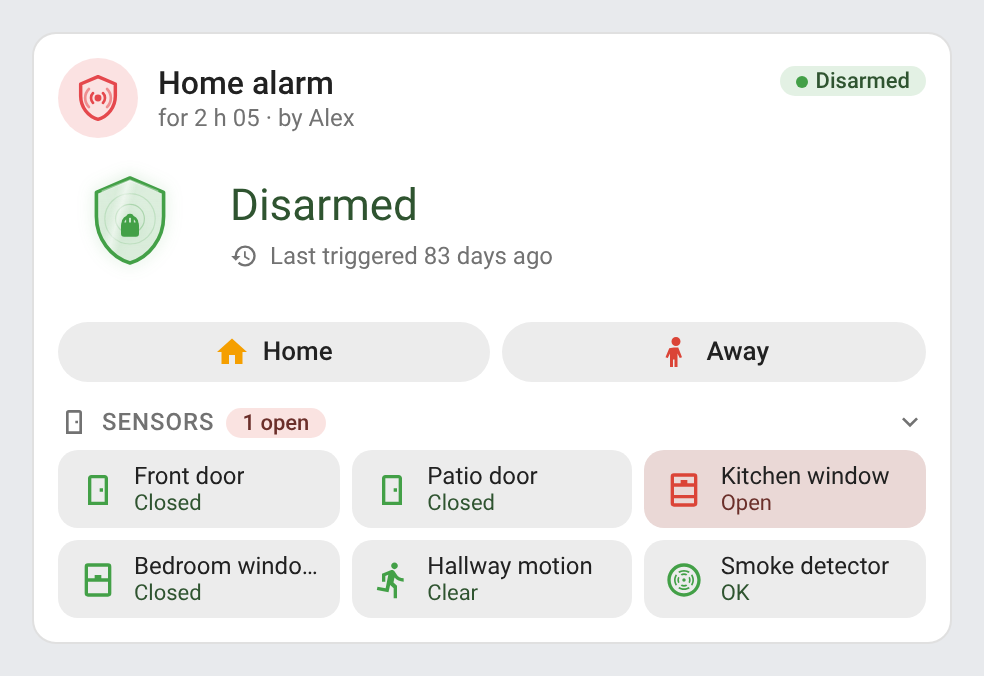 Home alarm
Disarmed
for 2 h 05 · by Alex
Disarmed
Last triggered 83 days ago
Home
Away
SENSORS
1 open
Front door
Closed
Patio door
Closed
Kitchen window
Open
Bedroom windo…
Closed
Hallway motion
Clear
Smoke detector
OK